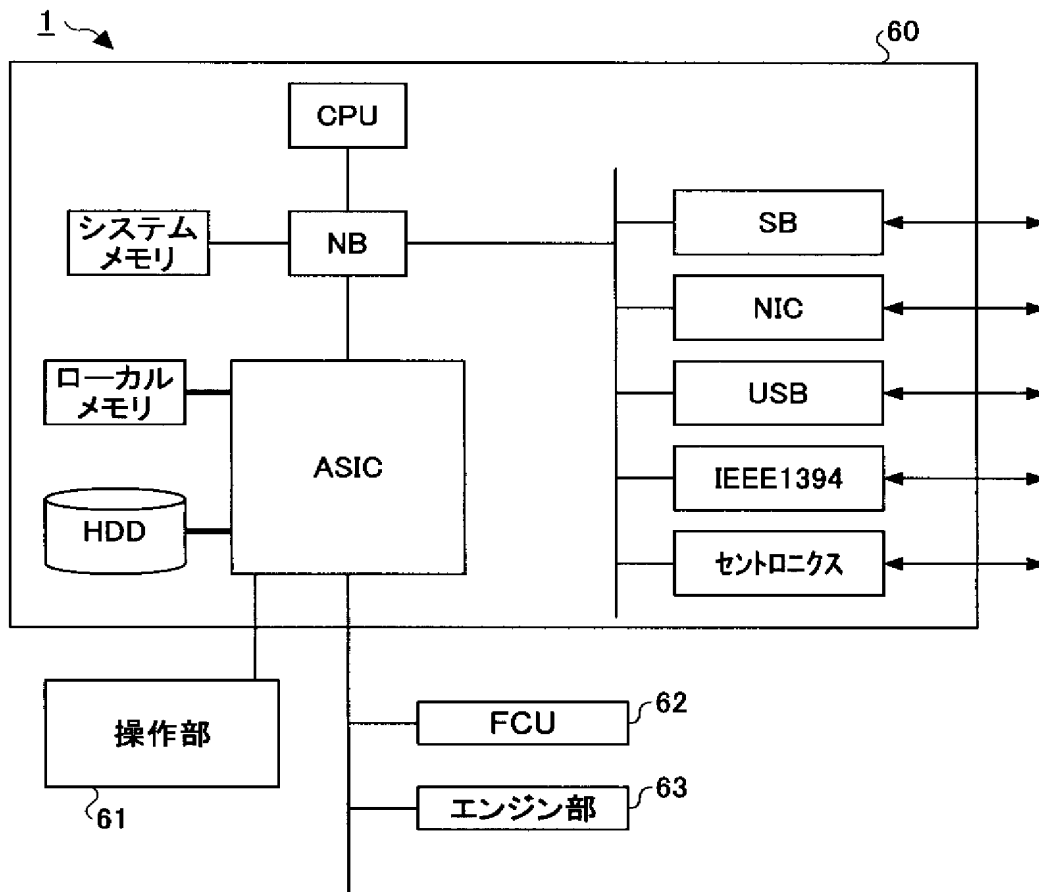 1
60
CPU
システム
メモリ
NB
SB
NIC
ローカル
メモリ
ASIC
USB
HDD
IEEE1394
セントロニクス
操作部
61
FCU
62
エンジン部
63